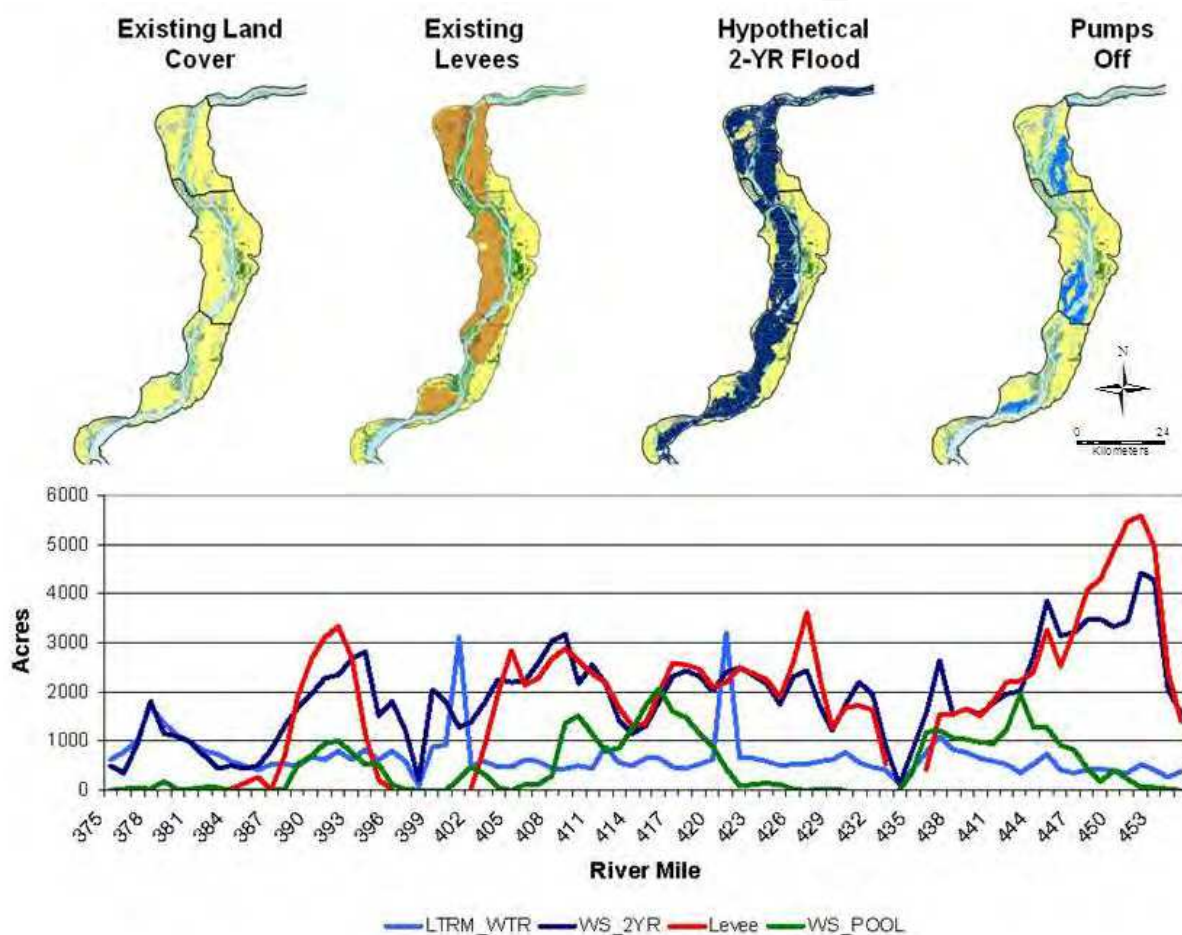 Existing Land
Cover
Existing
Levees
Hypothetical
2-YR Flood
Pumps
Off
N
0 24
Kilometers
6000
5000
4000
3000
2000
1000
0
Acres
375 378 381 384 387 390 393 396 399 402 405 408 411 414 417 420 423 426 429 432 435 438 441 444 447 450 453
River Mile
LTRM_WTR WS_2YR Levee WS_POOL